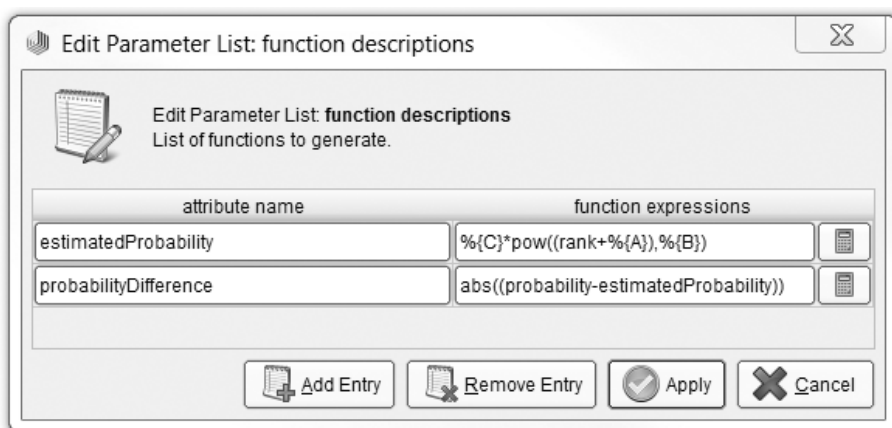 Edit Parameter List: function descriptions
Edit Parameter List: function descriptions
List of functions to generate.
attribute name function expressions
estimatedProbability %{C}*pow((rank+%{A}),%{B})
probabilityDifference abs((probability-estimatedProbability))
Add Entry Remove Entry Apply Cancel